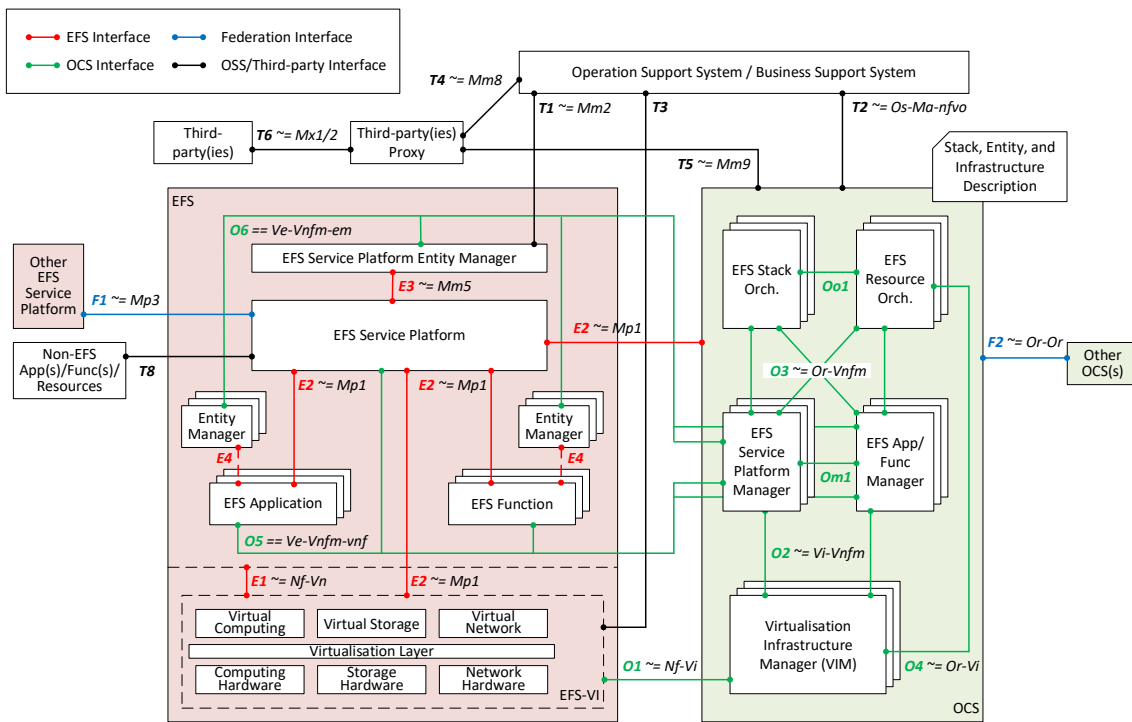 EFS Interface
Federation Interface
OCS Interface
OSS/Third-party Interface
Operation Support System / Business Support System
T4 ~= Mm8
T1 ~= Mm2
T3
T2 ~= Os-Ma-nfvo
Third-
party(ies)
T6 ~= Mx1/2
Third-party(ies)
Proxy
T5 ~= Mm9
Stack, Entity, and
Infrastructure
Description
EFS
O6 == Ve-Vnfm-em
EFS Service Platform Entity Manager
E3 ~= Mm5
Other
EFS
Service
Platform
F1 ~= Mp3
EFS Service Platform
E2 ~= Mp1
Non-EFS
App(s)/Func(s)/
Resources
T8
E2 ~= Mp1
E2 ~= Mp1
Entity
Manager
Entity
Manager
E4
E4
EFS Application
EFS Function
O5 == Ve-Vnfm-vnf
E1 ~= Nf-Vn
E2 ~= Mp1
Virtual
Computing
Virtual Storage
Virtual
Network
Virtualisation Layer
Computing
Hardware
Storage
Hardware
Network
Hardware
EFS-VI
O1 ~= Nf-Vi
EFS Stack
Orch.
Oo1
EFS
Resource
Orch.
O3 ~= Or-Vnfm
F2 ~= Or-Or
Other
OCS(s)
EFS
Service
Platform
Manager
Om1
EFS App/
Func
Manager
O2 ~= Vi-Vnfm
Virtualisation
Infrastructure
Manager (VIM)
O4 ~= Or-Vi
OCS